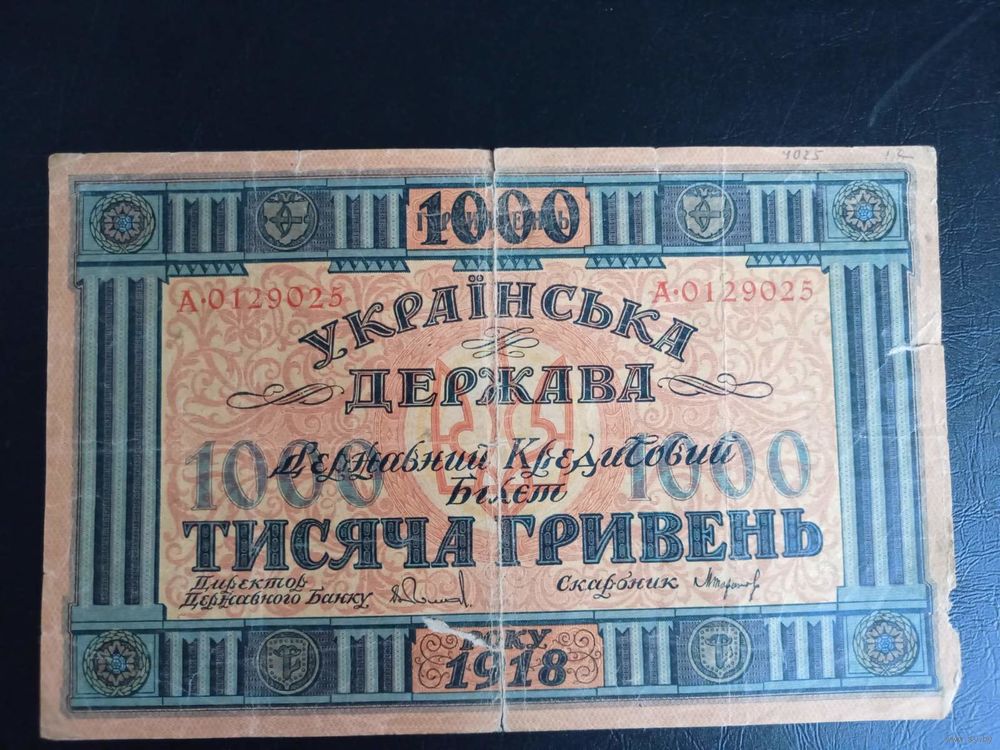 4025
1000
ГРИВЕНЬ
А·0129025 А·0129025
УКРАЇНСЬКА
ДЕРЖАВА
1000 Державний Кредитовий 1000
Білєт
ТИСЯЧА ГРИВЕНЬ
Директор
Державного Банку
Скарбник
РОКУ
1918